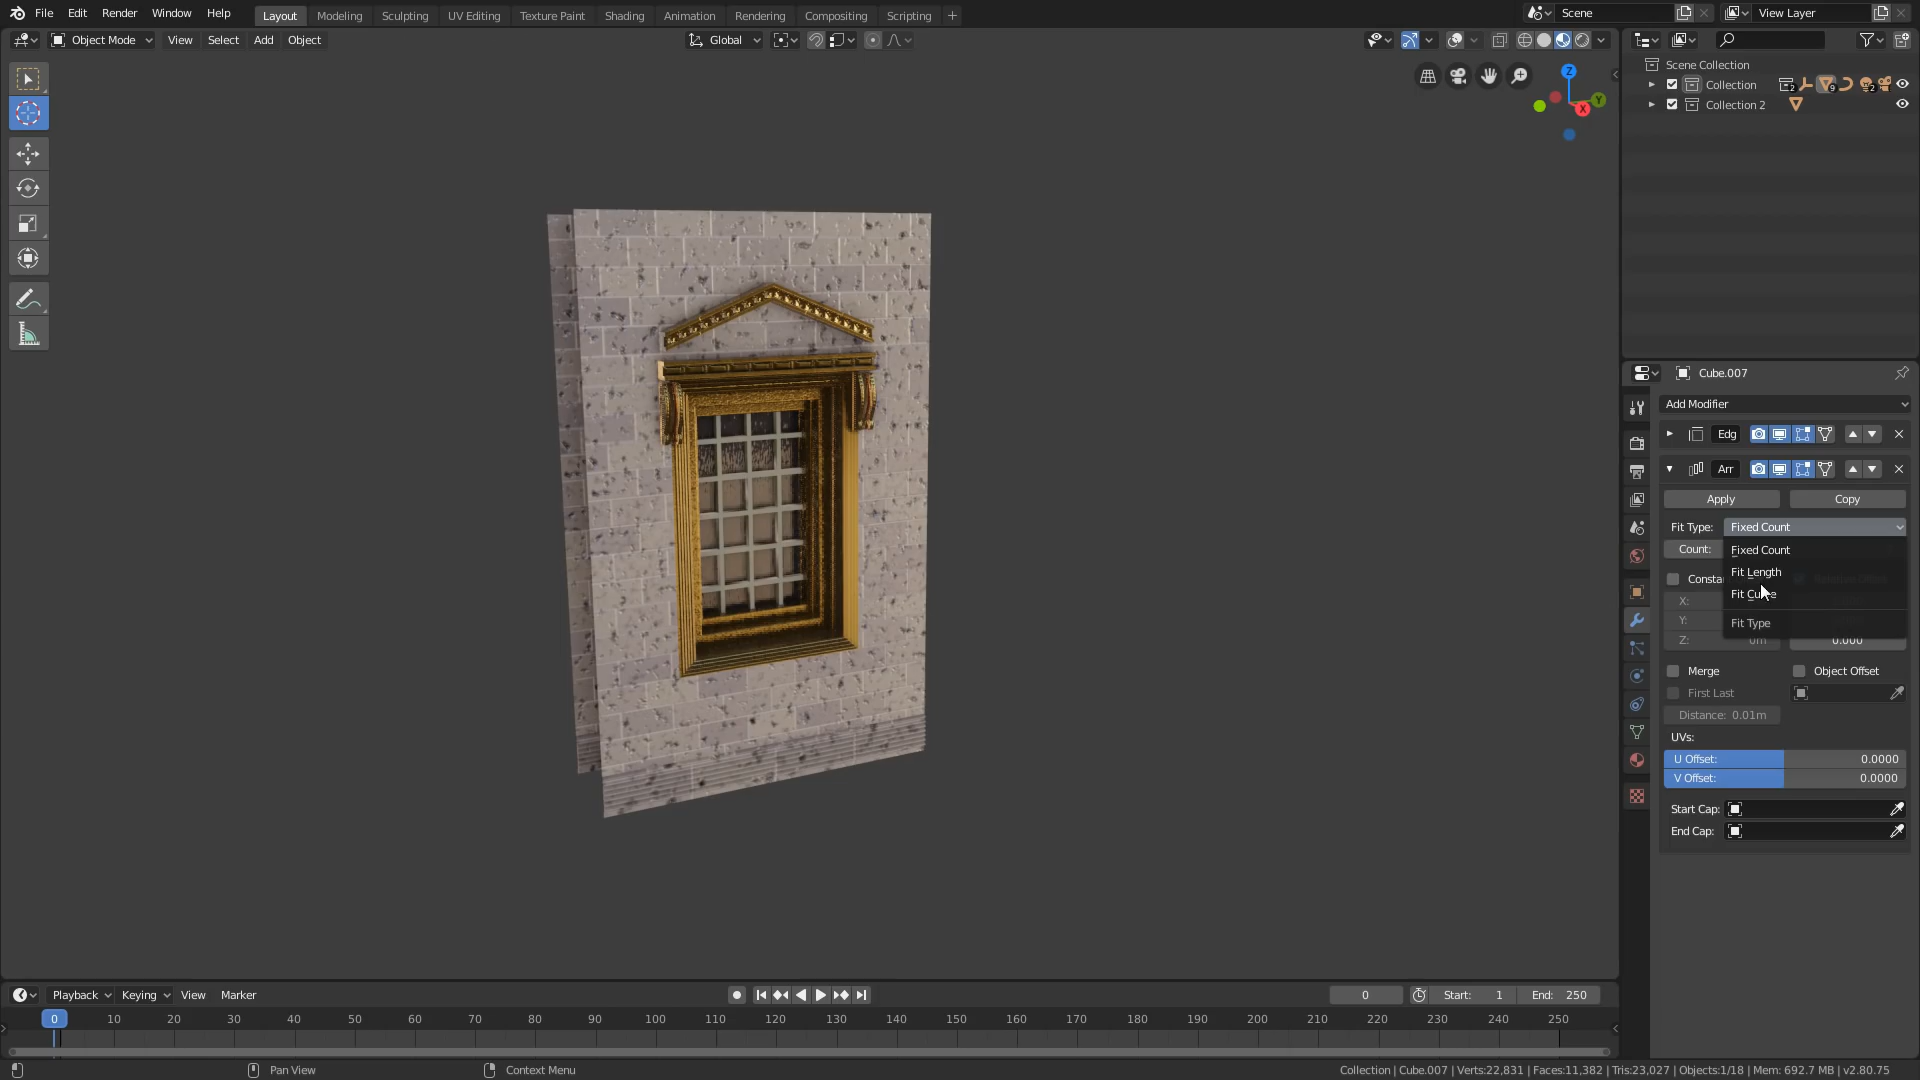 File Edit Render Window Help Layout Modeling Sculpting UV Editing Texture Paint Shading Animation Rendering Compositing Scripting + Scene View Layer
Object Mode View Select Add Object Global
Scene Collection
Collection 2 9 2
Collection 2
Z
Y
X
Cube.007
Add Modifier
Edg
Arr
Apply Copy
Fit Type: Fixed Count
Count: Fixed Count
Fit Length
Consta
X: Fit Curve
Y: Fit Type
Z: 0m 0.000
Merge Object Offset
First Last
Distance: 0.01m
UVs:
U Offset: 0.0000
V Offset: 0.0000
Start Cap:
End Cap:
Playback Keying View Marker 0 Start: 1 End: 250
0 10 20 30 40 50 60 70 80 90 100 110 120 130 140 150 160 170 180 190 200 210 220 230 240 250
Pan View Context Menu Collection | Cube.007 | Verts:22,831 | Faces:11,382 | Tris:23,027 | Objects:1/18 | Mem: 692.7 MB | v2.80.75